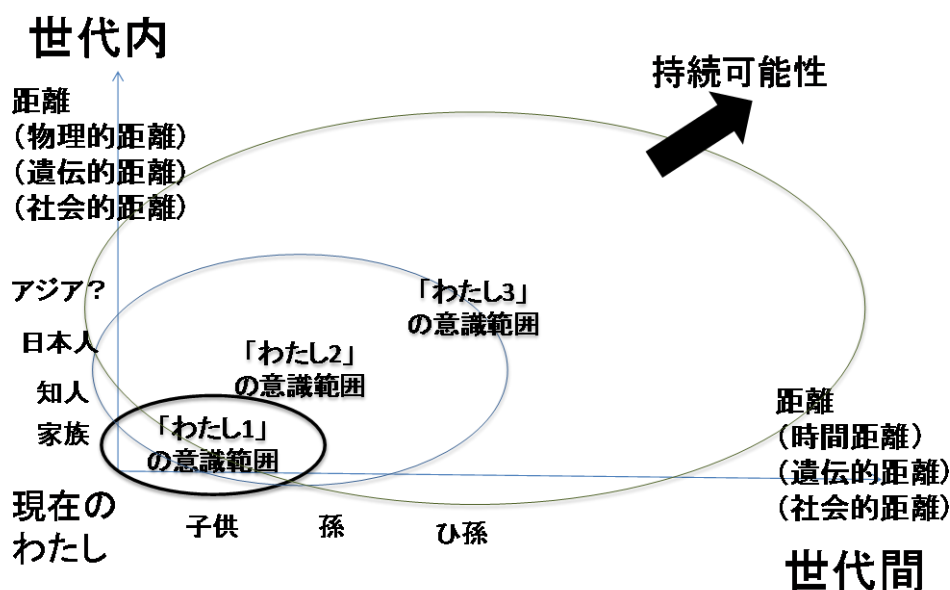 世代内
持続可能性
距離
（物理的距離）
（遺伝的距離）
（社会的距離）
アジア？
日本人
知人
家族
「わたし3」
の意識範囲
「わたし2」
の意識範囲
「わたし1」
の意識範囲
距離
（時間距離）
（遺伝的距離）
（社会的距離）
現在の
わたし
子供
孫
ひ孫
世代間